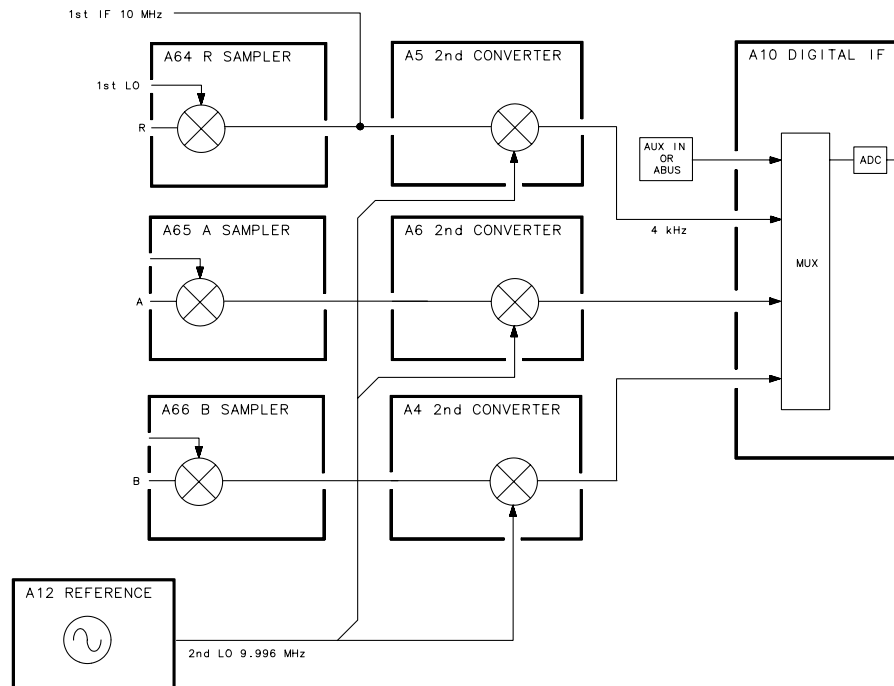 1st IF 10 MHz
A64 R SAMPLER
A5 2nd CONVERTER
A10 DIGITAL IF
1st LO
R
AUX IN
OR
ABUS
ADC
A65 A SAMPLER
A6 2nd CONVERTER
4 kHz
MUX
A
A66 B SAMPLER
A4 2nd CONVERTER
B
A12 REFERENCE
2nd LO 9.996 MHz